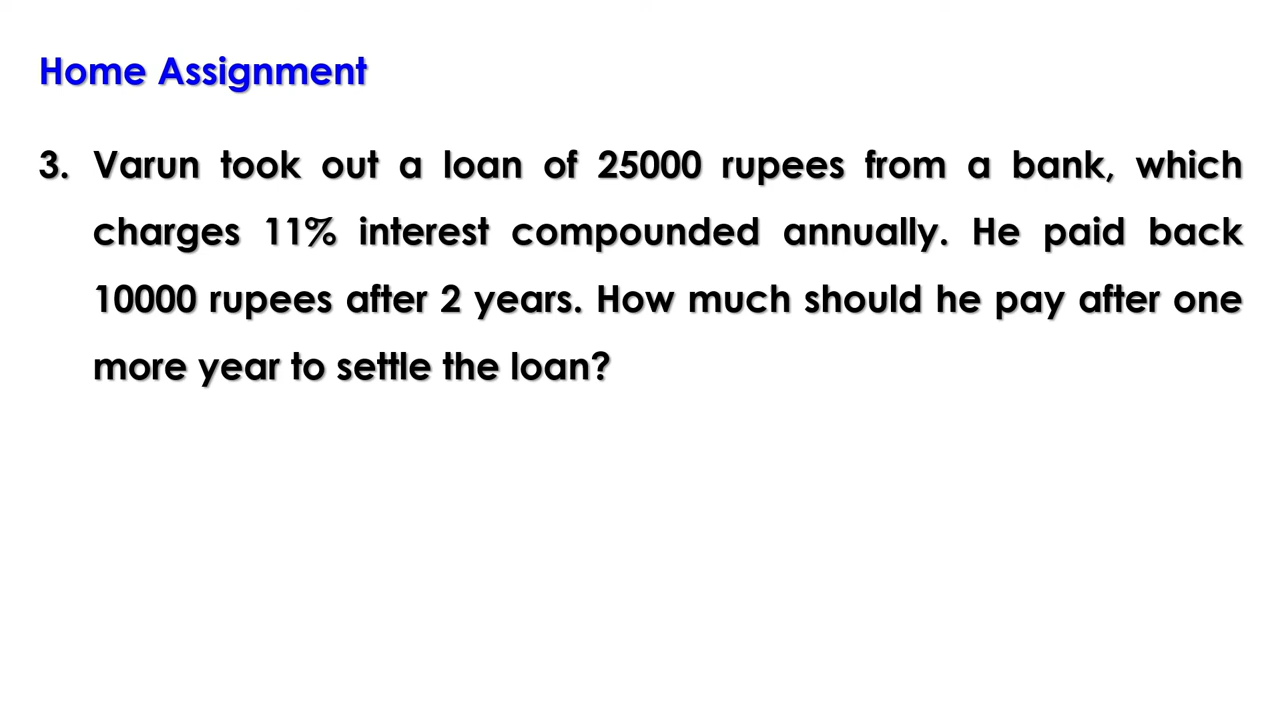 Home Assignment
3. Varun took out a loan of 25000 rupees from a bank, which
charges 11% interest compounded annually. He paid back
10000 rupees after 2 years. How much should he pay after one
more year to settle the loan?